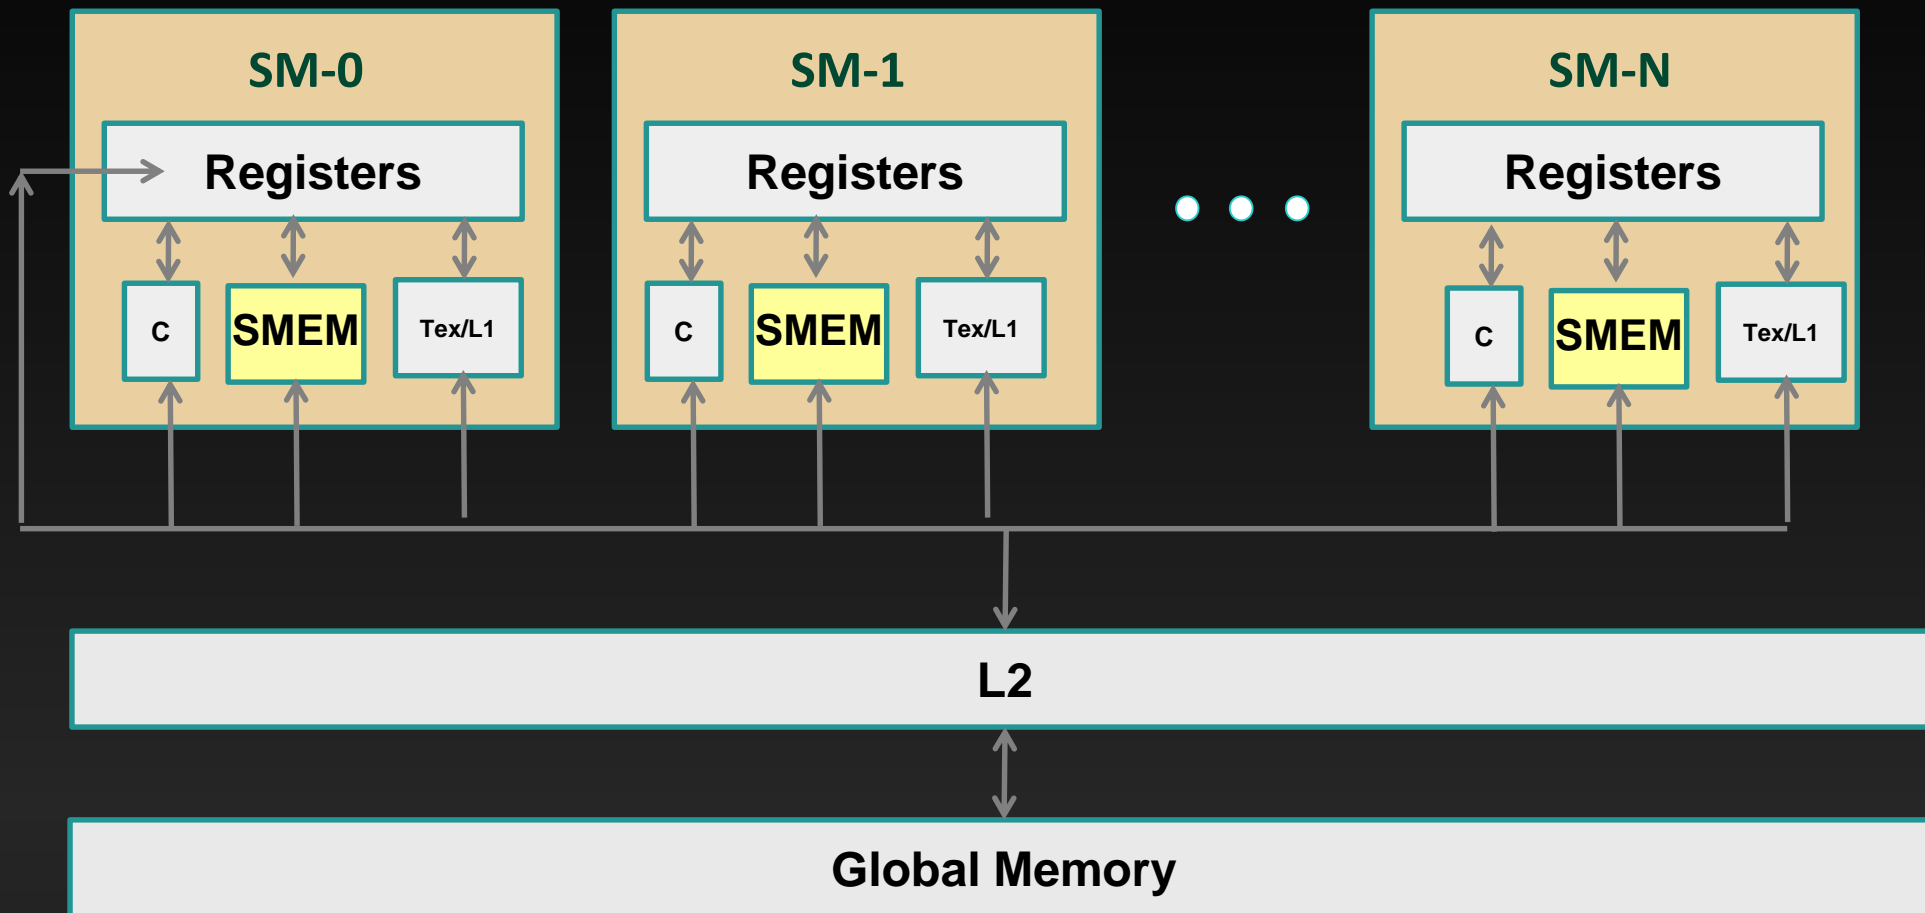 SM-0
SM-1
SM-N
Registers
Registers
Registers
C
SMEM
Tex/L1
C
SMEM
Tex/L1
C
SMEM
Tex/L1
L2
Global Memory